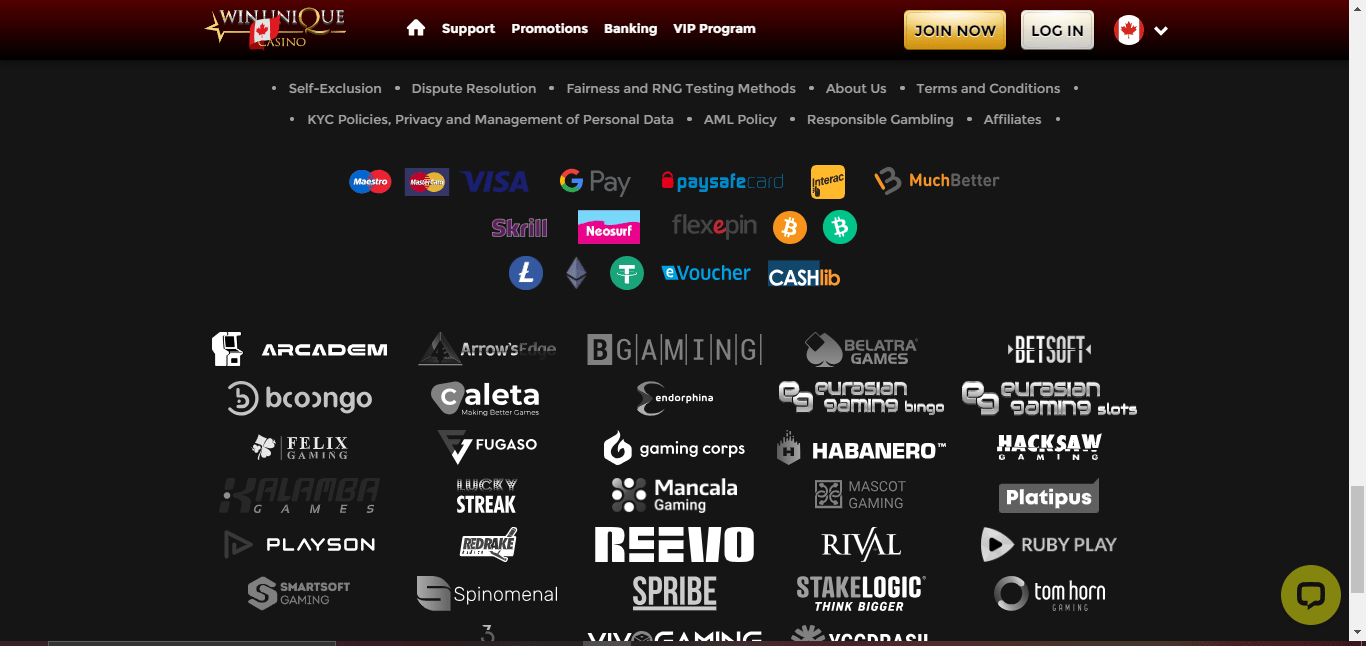 WINUNIQUE CASINO
Support Promotions Banking VIP Program JOIN NOW LOG IN
• Self-Exclusion • Dispute Resolution • Fairness and RNG Testing Methods • About Us • Terms and Conditions •
• KYC Policies, Privacy and Management of Personal Data • AML Policy • Responsible Gambling • Affiliates •
Maestro MasterCard VISA G Pay paysafecard Interac MuchBetter
Skrill Neosurf flexepin
eVoucher CASHlib
ARCADEM Arrow'sEdge BGAMING BELATRA GAMES BETSOFT
booongo caleta Making Better Games endorphina eurasian gaming bingo eurasian gaming slots
FELIX GAMING FUGASO gaming corps HABANERO™ HACKSAW GAMING
KALAMBA GAMES LUCKY STREAK Mancala Gaming MASCOT GAMING Platipus
PLAYSON REDRAKE REEVO RIVAL RUBY PLAY
SMARTSOFT GAMING Spinomenal SPRIBE STAKELOGIC THINK BIGGER tom horn GAMING
3 VIVOGAMING YGGDRASIL